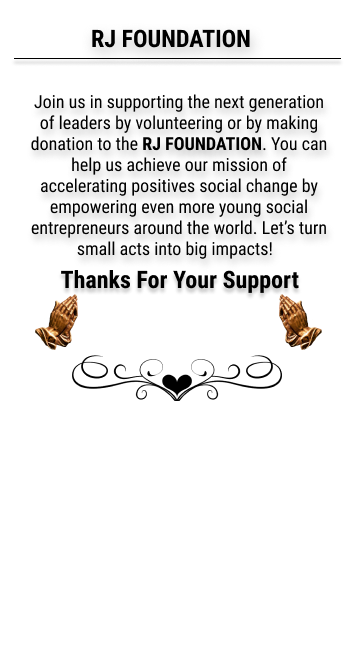 RJ FOUNDATION
Join us in supporting the next generation
of leaders by volunteering or by making
donation to the RJ FOUNDATION. You can
help us achieve our mission of
accelerating positives social change by
empowering even more young social
entrepreneurs around the world. Let’s turn
small acts into big impacts!
Thanks For Your Support